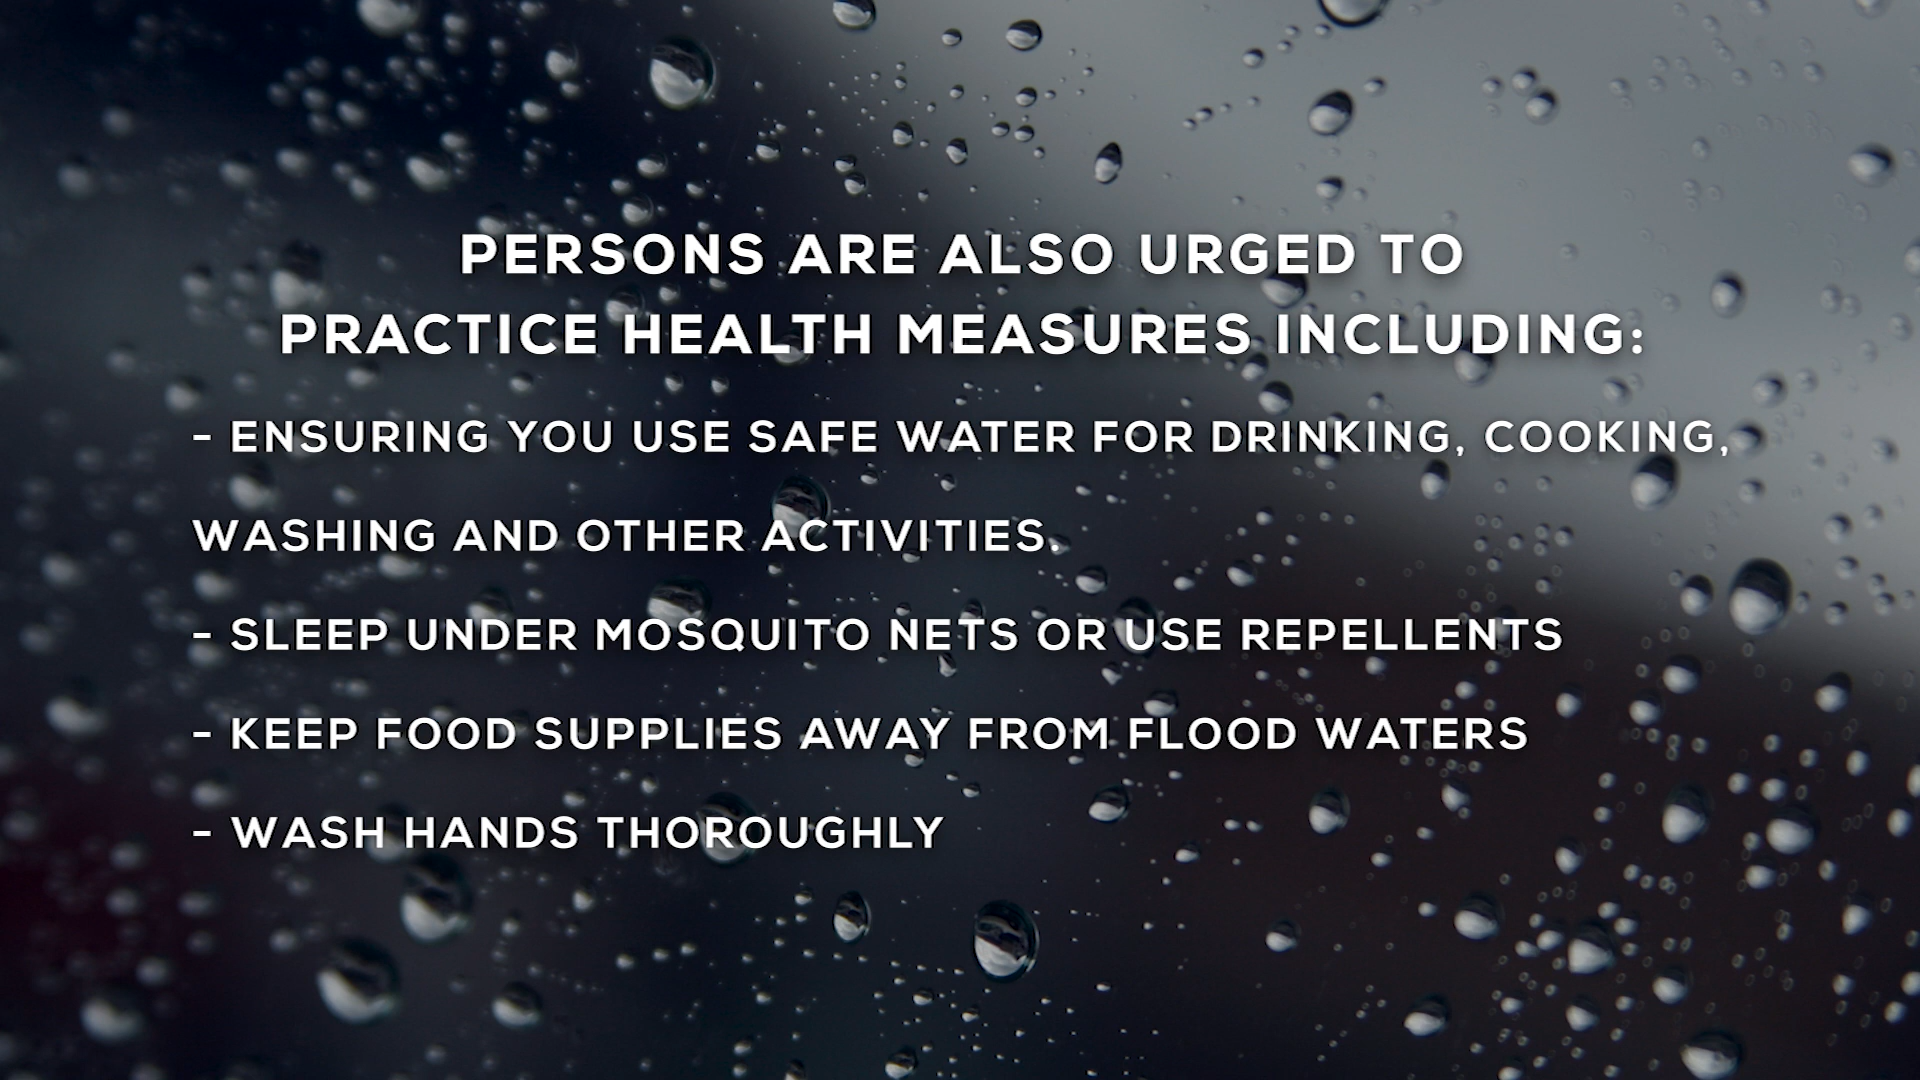 PERSONS ARE ALSO URGED TO
PRACTICE HEALTH MEASURES INCLUDING:
- ENSURING YOU USE SAFE WATER FOR DRINKING, COOKING,
WASHING AND OTHER ACTIVITIES.
- SLEEP UNDER MOSQUITO NETS OR USE REPELLENTS
- KEEP FOOD SUPPLIES AWAY FROM FLOOD WATERS
- WASH HANDS THOROUGHLY